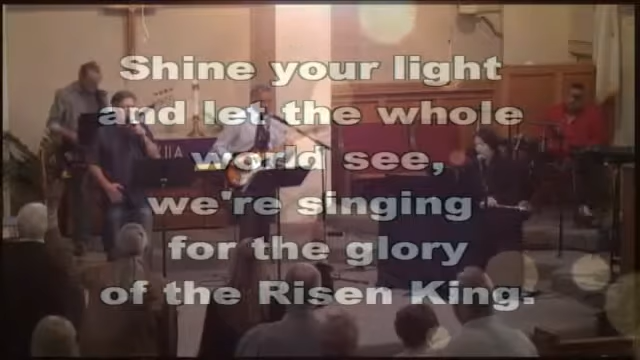 Shine your light
and let the whole
world see,
we're singing
for the glory
of the Risen King.